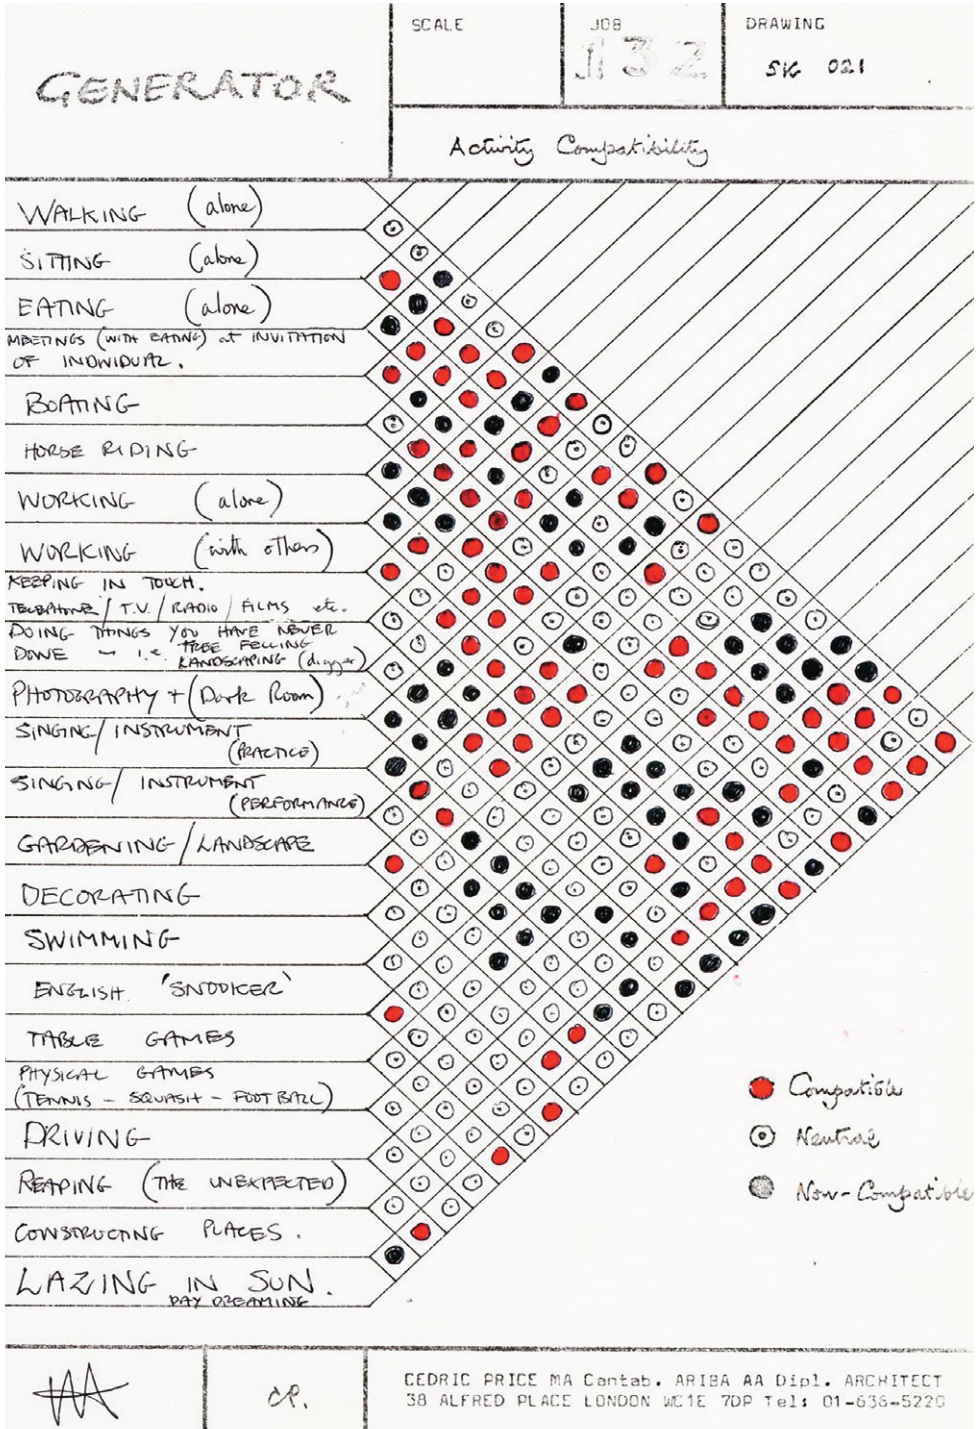 GENERATOR
SCALE
JOB
132
DRAWING
SK 021
Activity Compatibility
WALKING (alone)
SITTING (alone)
EATING (alone)
MEETINGS (WITH EATING) at INVITATION
OF INDIVIDUAL.
BOATING
HORSE RIDING
WORKING (alone)
WORKING (with others)
KEEPING IN TOUCH.
TELEPHONE / T.V. / RADIO / FILMS etc.
DOING THINGS YOU HAVE NEVER
DONE ~ i.e. TREE FELLING
LANDSCAPING (digger)
PHOTOGRAPHY + (Dark Room)
SINGING/INSTRUMENT
(PRACTICE)
SINGING/INSTRUMENT
(PERFORMANCE)
GARDENING/LANDSCAPE
DECORATING
SWIMMING
ENGLISH 'SNOOKER'
TABLE GAMES
PHYSICAL GAMES
(TENNIS - SQUASH - FOOTBALL)
DRIVING
REAPING (THE UNEXPECTED)
CONSTRUCTING PLACES.
LAZING IN SUN.
DAY DREAMING
Compatible
Neutral
Non-Compatible
CP.
CEDRIC PRICE MA Cantab. ARIBA AA Dipl. ARCHITECT
38 ALFRED PLACE LONDON WC1E 7DP Tel: 01-636-5220